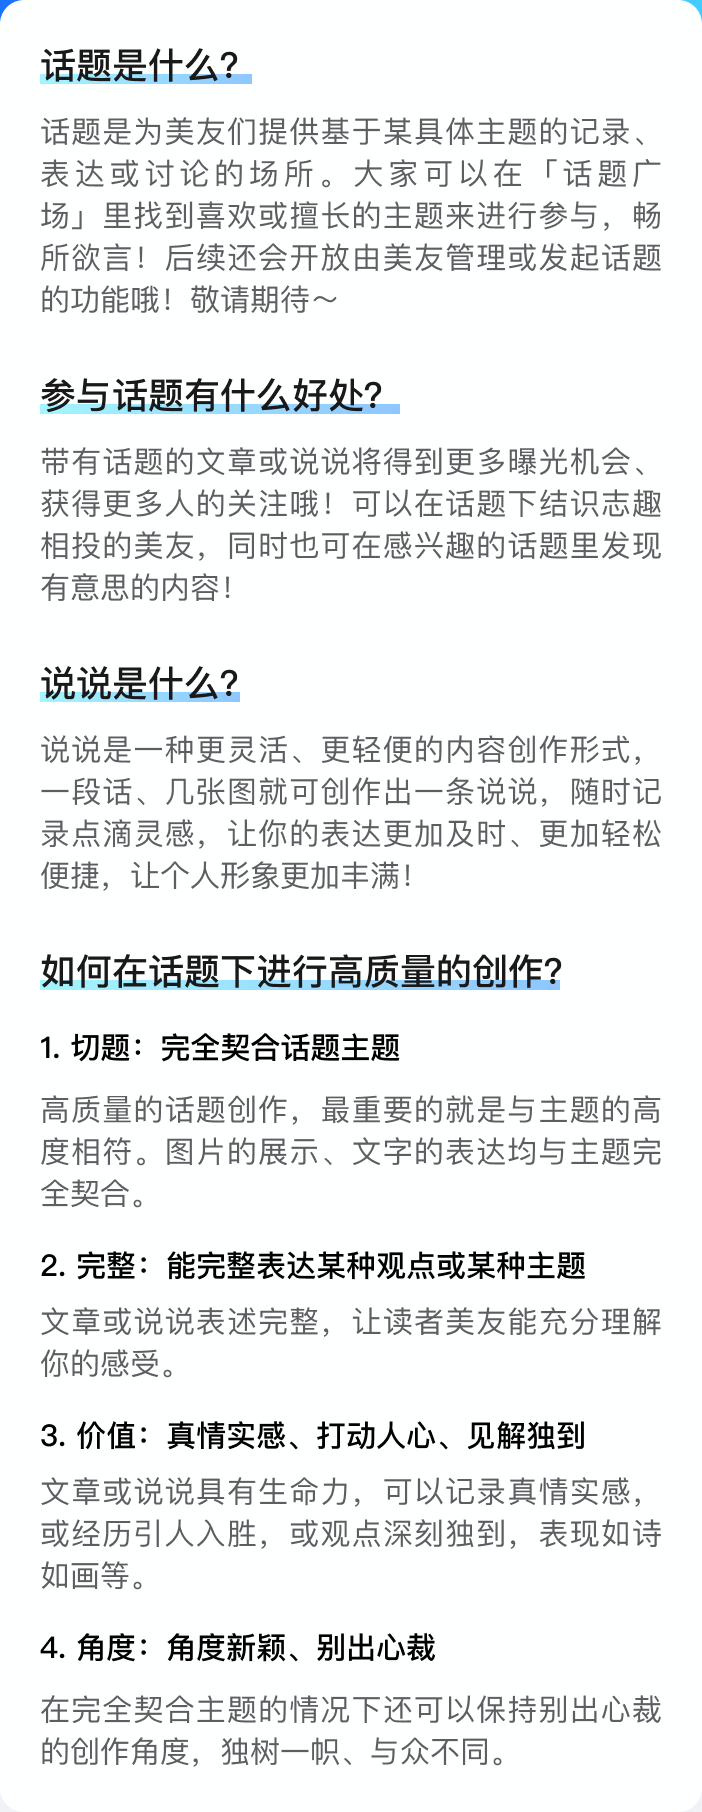 话题是什么？
话题是为美友们提供基于某具体主题的记录、
表达或讨论的场所。大家可以在「话题广
场」里找到喜欢或擅长的主题来进行参与，畅
所欲言！后续还会开放由美友管理或发起话题
的功能哦！敬请期待～
参与话题有什么好处？
带有话题的文章或说说将得到更多曝光机会、
获得更多人的关注哦！可以在话题下结识志趣
相投的美友，同时也可在感兴趣的话题里发现
有意思的内容！
说说是什么？
说说是一种更灵活、更轻便的内容创作形式，
一段话、几张图就可创作出一条说说，随时记
录点滴灵感，让你的表达更加及时、更加轻松
便捷，让个人形象更加丰满！
如何在话题下进行高质量的创作？
1. 切题：完全契合话题主题
高质量的话题创作，最重要的就是与主题的高
度相符。图片的展示、文字的表达均与主题完
全契合。
2. 完整：能完整表达某种观点或某种主题
文章或说说表述完整，让读者美友能充分理解
你的感受。
3. 价值：真情实感、打动人心、见解独到
文章或说说具有生命力，可以记录真情实感，
或经历引人入胜，或观点深刻独到，表现如诗
如画等。
4. 角度：角度新颖、别出心裁
在完全契合主题的情况下还可以保持别出心裁
的创作角度，独树一帜、与众不同。